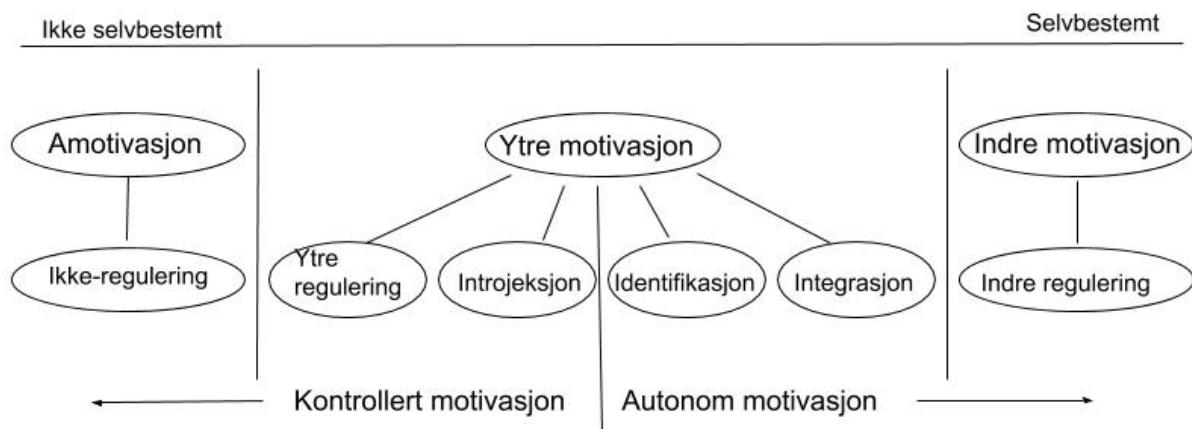 Ikke selvbestemt
Selvbestemt
Amotivasjon
Ytre motivasjon
Indre motivasjon
Ikke-regulering
Ytre
regulering
Introjeksjon
Identifikasjon
Integrasjon
Indre regulering
Kontrollert motivasjon
Autonom motivasjon